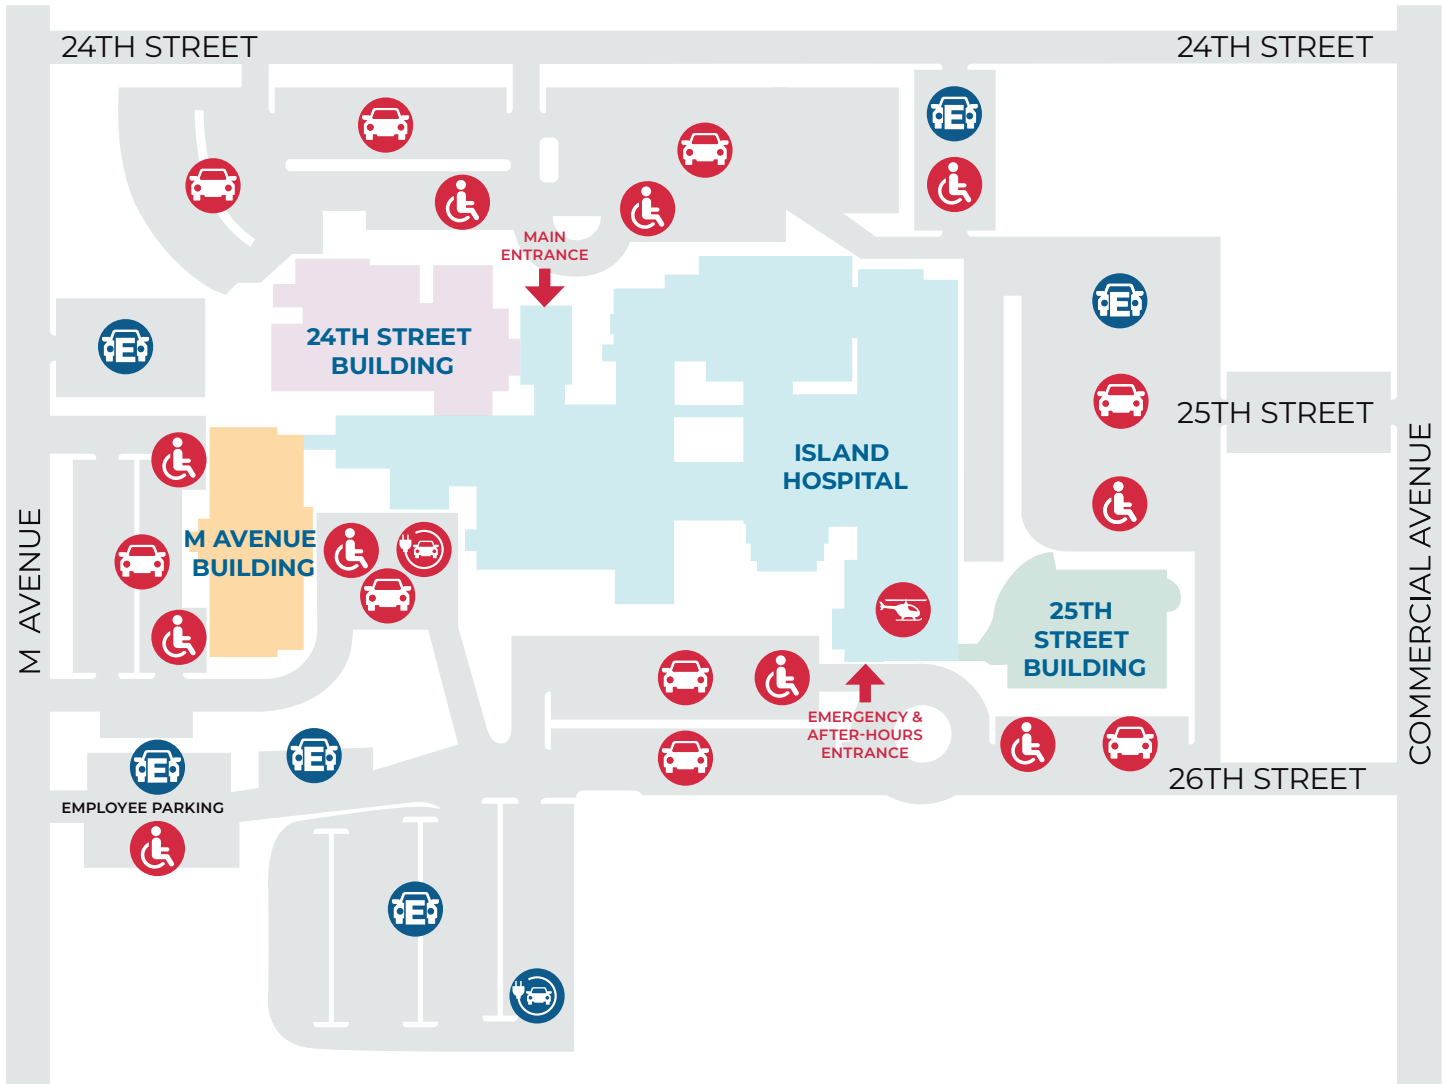 24TH STREET
24TH STREET
E
MAIN
ENTRANCE
E
E
24TH STREET
BUILDING
25TH STREET
ISLAND
HOSPITAL
M AVENUE
COMMERCIAL AVENUE
M AVENUE
BUILDING
25TH
STREET
BUILDING
EMERGENCY &
AFTER-HOURS
ENTRANCE
E
E
26TH STREET
EMPLOYEE PARKING
E